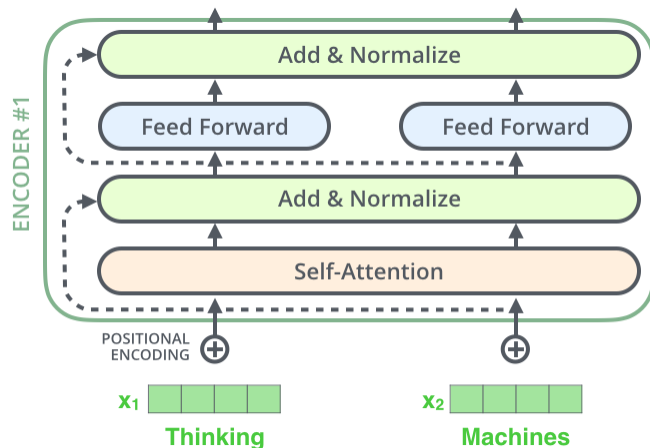 ENCODER #1
Add & Normalize
Feed Forward
Feed Forward
Add & Normalize
Self-Attention
POSITIONAL
ENCODING
x1
x2
Thinking
Machines